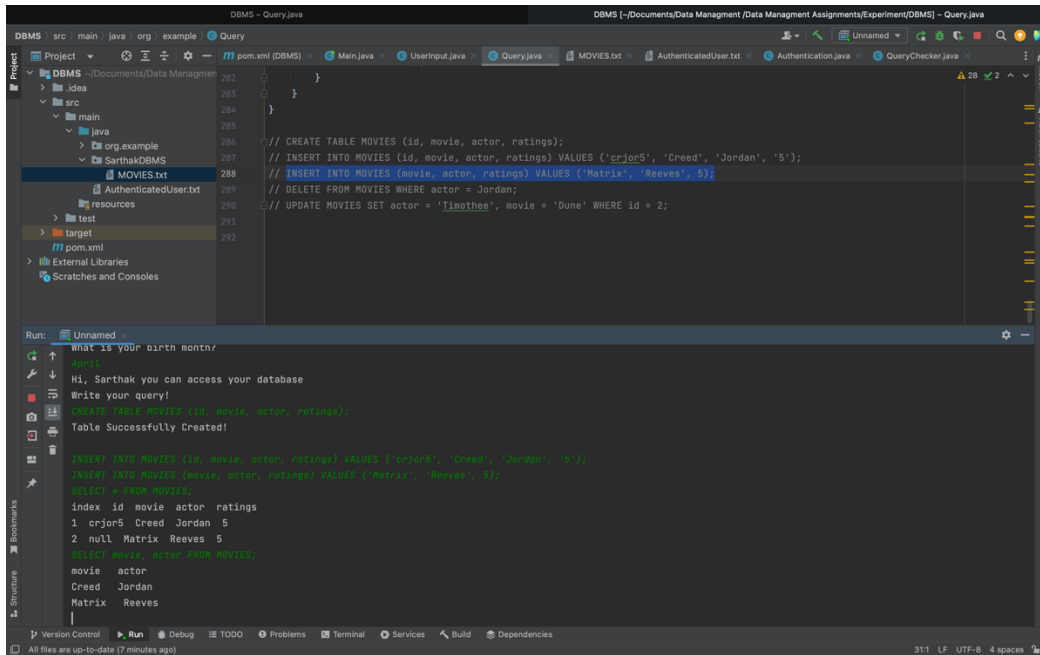 DBMS – Query.java
DBMS [~/Documents/Data Managment /Data Managment Assignments/Experiment/DBMS] – Query.java
DBMS src main java org example Query
Unnamed
Project
pom.xml (DBMS) Main.java UserInput.java Query.java MOVIES.txt AuthenticatedUser.txt Authentication.java QueryChecker.java
Project
DBMS ~/Documents/Data Managmen
.idea
src
main
java
org.example
SarthakDBMS
MOVIES.txt
AuthenticatedUser.txt
resources
test
target
pom.xml
External Libraries
Scratches and Consoles
28 2
282 }
283 }
284 }
285
286 // CREATE TABLE MOVIES (id, movie, actor, ratings);
287 // INSERT INTO MOVIES (id, movie, actor, ratings) VALUES ('crjor5', 'Creed', 'Jordan', '5');
288 // INSERT INTO MOVIES (movie, actor, ratings) VALUES ('Matrix', 'Reeves', 5);
289 // DELETE FROM MOVIES WHERE actor = Jordan;
290 // UPDATE MOVIES SET actor = 'Timothee', movie = 'Dune' WHERE id = 2;
291
292
Run: Unnamed
What is your birth month?
April
Hi, Sarthak you can access your database
Write your query!
CREATE TABLE MOVIES (id, movie, actor, ratings);
Table Successfully Created!
INSERT INTO MOVIES (id, movie, actor, ratings) VALUES ('crjor5', 'Creed', 'Jordan', '5');
INSERT INTO MOVIES (movie, actor, ratings) VALUES ('Matrix', 'Reeves', 5);
SELECT * FROM MOVIES;
index id movie actor ratings
1 crjor5 Creed Jordan 5
2 null Matrix Reeves 5
SELECT movie, actor FROM MOVIES;
movie actor
Creed Jordan
Matrix Reeves
Bookmarks
Structure
Version Control Run Debug TODO Problems Terminal Services Build Dependencies
All files are up-to-date (7 minutes ago)
31:1 LF UTF-8 4 spaces